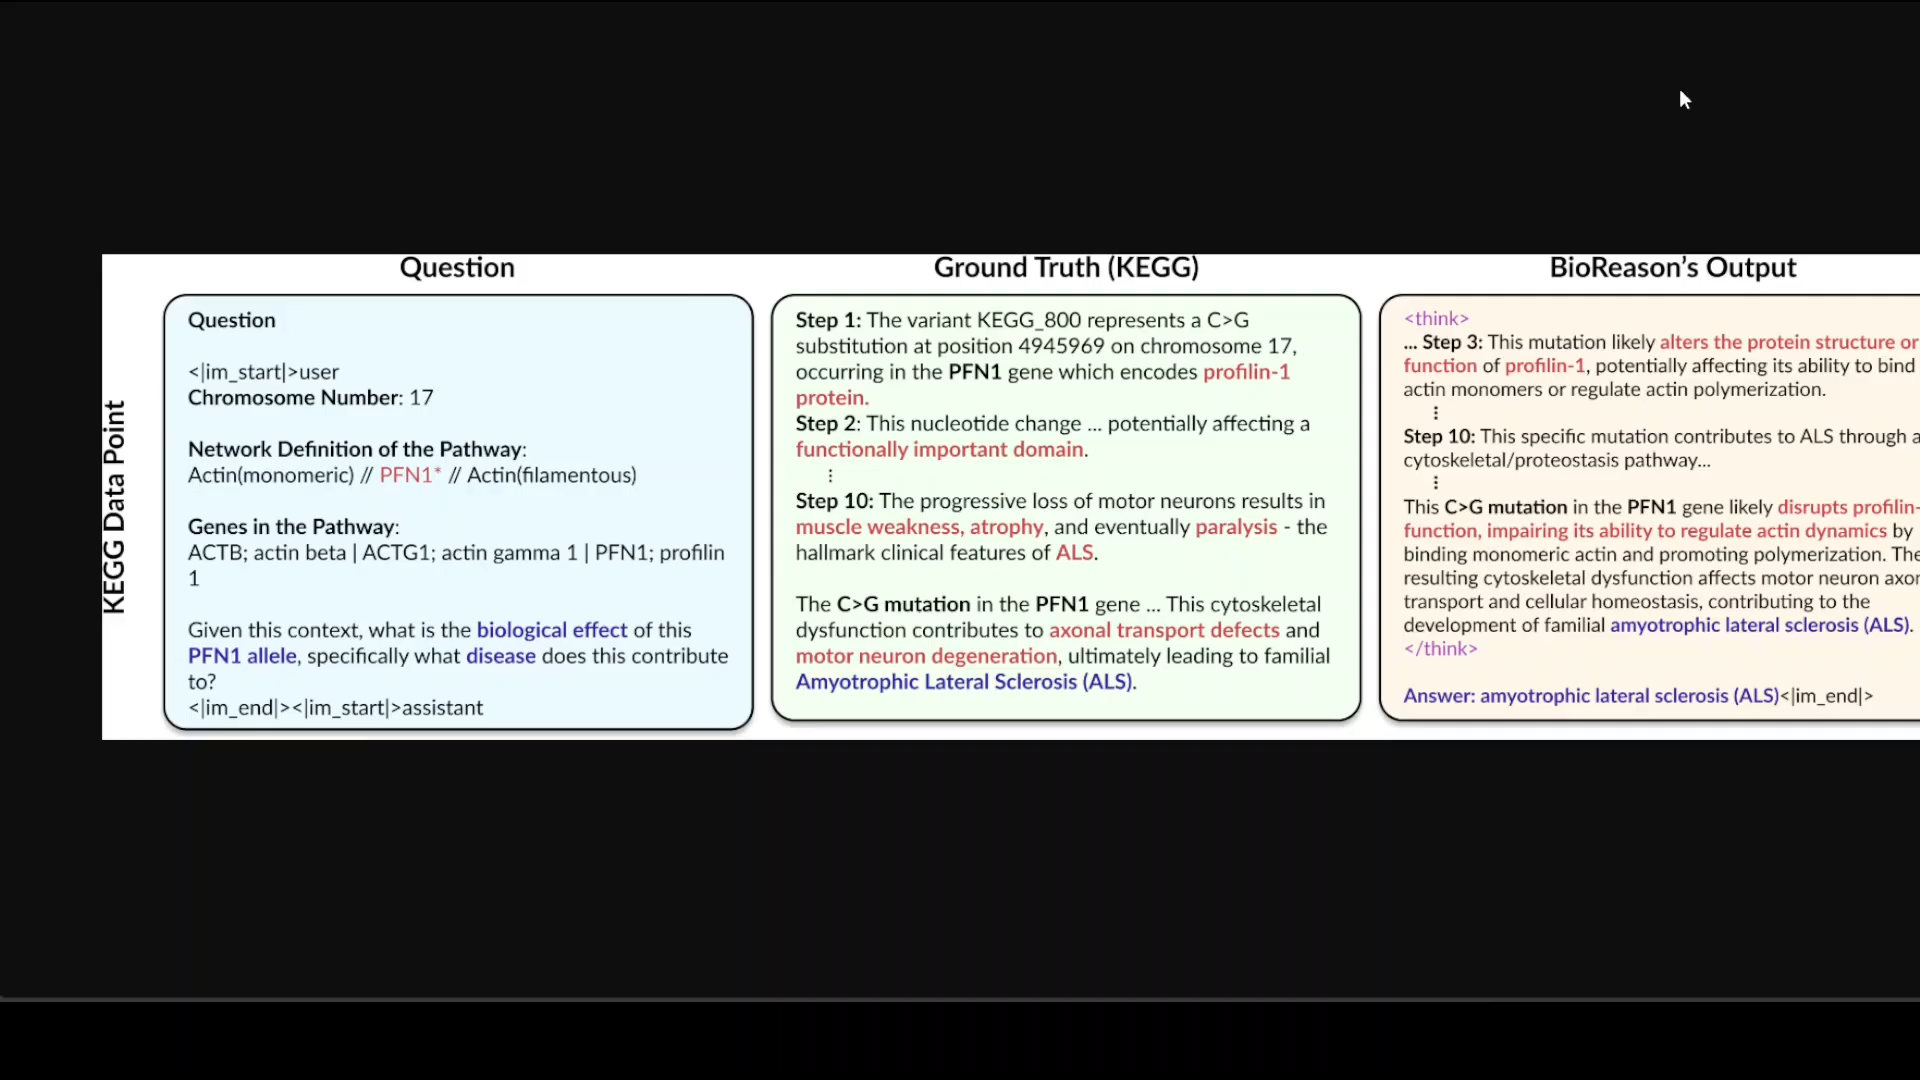 KEGG Data Point
Question
Question
<|im_start|>user
Chromosome Number: 17
Network Definition of the Pathway:
Actin(monomeric) // PFN1* // Actin(filamentous)
Genes in the Pathway:
ACTB; actin beta | ACTG1; actin gamma 1 | PFN1; profilin
1
Given this context, what is the biological effect of this
PFN1 allele, specifically what disease does this contribute
to?
<|im_end|><|im_start|>assistant
Ground Truth (KEGG)
Step 1: The variant KEGG_800 represents a C>G
substitution at position 4945969 on chromosome 17,
occurring in the PFN1 gene which encodes profilin-1
protein.
Step 2: This nucleotide change ... potentially affecting a
functionally important domain.
⋮
Step 10: The progressive loss of motor neurons results in
muscle weakness, atrophy, and eventually paralysis - the
hallmark clinical features of ALS.
The C>G mutation in the PFN1 gene ... This cytoskeletal
dysfunction contributes to axonal transport defects and
motor neuron degeneration, ultimately leading to familial
Amyotrophic Lateral Sclerosis (ALS).
BioReason's Output
<think>
... Step 3: This mutation likely alters the protein structure or
function of profilin-1, potentially affecting its ability to bind
actin monomers or regulate actin polymerization.
⋮
Step 10: This specific mutation contributes to ALS through a
cytoskeletal/proteostasis pathway...
⋮
This C>G mutation in the PFN1 gene likely disrupts profilin-
function, impairing its ability to regulate actin dynamics by
binding monomeric actin and promoting polymerization. The
resulting cytoskeletal dysfunction affects motor neuron axon
transport and cellular homeostasis, contributing to the
development of familial amyotrophic lateral sclerosis (ALS).
</think>
Answer: amyotrophic lateral sclerosis (ALS)<|im_end|>